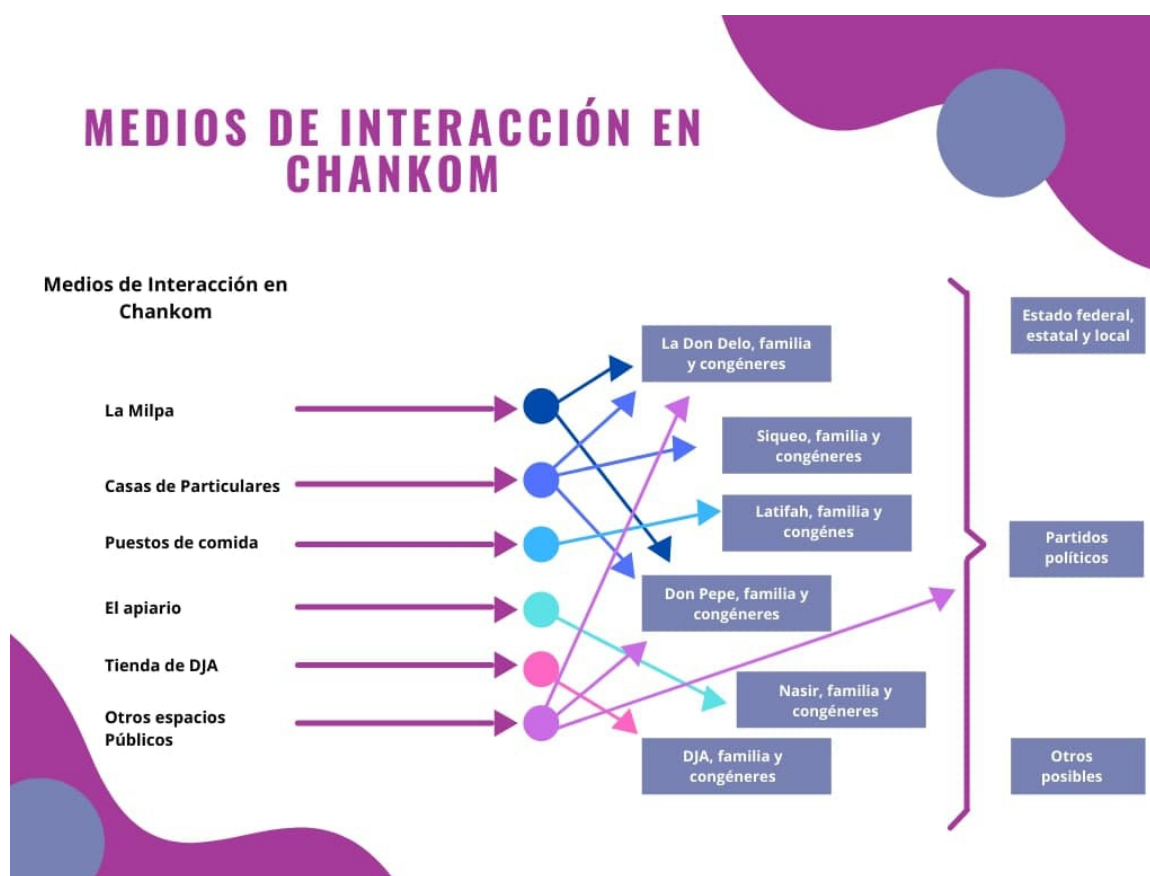 MEDIOS DE INTERACCIÓN EN
CHANKOM
Medios de Interacción en
Chankom
La Milpa
Casas de Particulares
Puestos de comida
El apiario
Tienda de DJA
Otros espacios
Públicos
La Don Delo, familia
y congéneres
Siqueo, familia y
congéneres
Latifah, familia y
congénes
Don Pepe, familia y
congéneres
Nasir, familia y
congéneres
DJA, familia y
congéneres
Estado federal,
estatal y local
Partidos
políticos
Otros
posibles